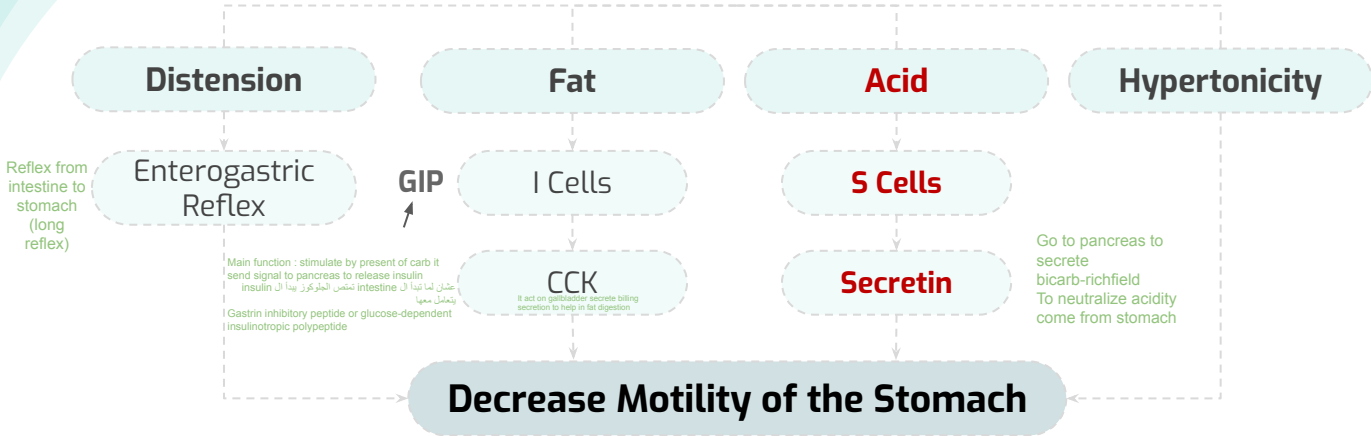 Distension
Fat
Acid
Hypertonicity
Reflex from
intestine to
stomach
(long
reflex)
Enterogastric
Reflex
GIP
I Cells
S Cells
Main function : stimulate by present of carb it
send signal to pancreas to release insulin
عشان لما تبدأ ال intestine تمتص الجلوكوز يبدأ ال insulin
يتعامل معها
Gastrin inhibitory peptide or glucose-dependent
insulinotropic polypeptide
CCK
It act on gallbladder secrete billing
secretion to help in fat digestion
Secretin
Go to pancreas to
secrete
bicarb-richfield
To neutralize acidity
come from stomach
Decrease Motility of the Stomach